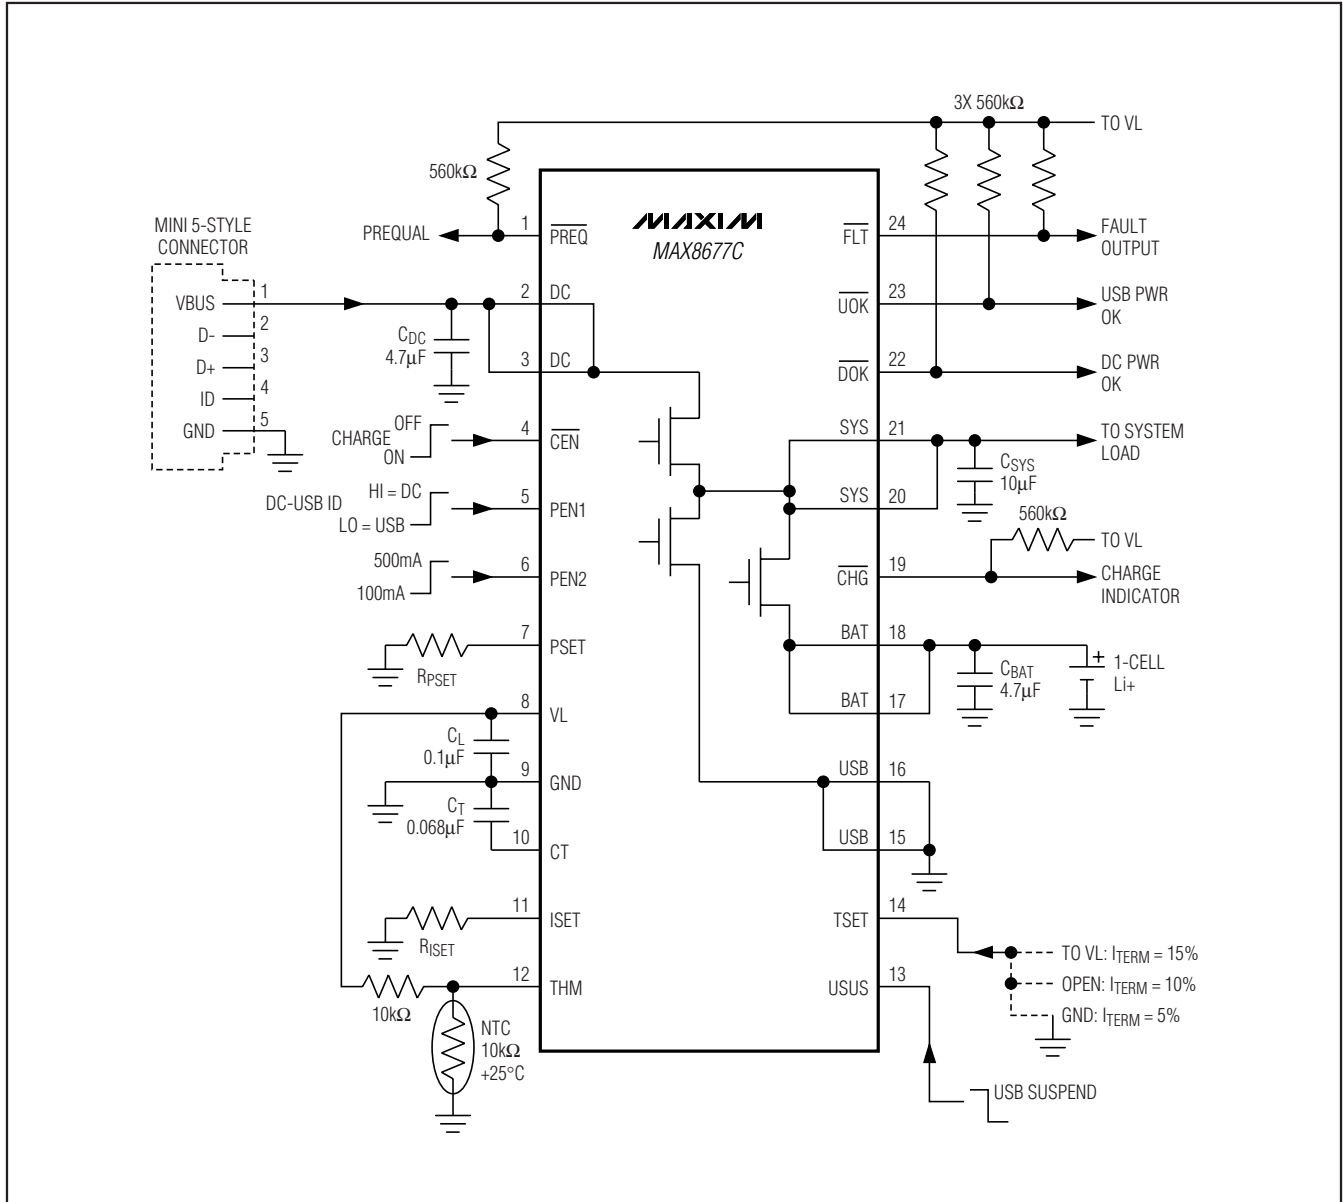 3X 560kΩ
TO VL
560kΩ
MAXIM
MAX8677C
MINI 5-STYLE
CONNECTOR
PREQUAL
1
PREQ
FLT
24
FAULT
OUTPUT
VBUS
1
2
DC
UOK
23
USB PWR
OK
D-
2
CDC
4.7µF
D+
3
3
DC
DOK
22
DC PWR
OK
ID
4
GND
5
OFF
CHARGE
ON
4
CEN
SYS
21
TO SYSTEM
LOAD
CSYS
10µF
DC-USB ID
HI = DC
LO = USB
5
PEN1
SYS
20
560kΩ
TO VL
500mA
100mA
6
PEN2
CHG
19
CHARGE
INDICATOR
7
PSET
RPSET
BAT
18
CBAT
4.7µF
+
1-CELL
Li+
8
VL
BAT
17
CL
0.1µF
9
GND
USB
16
CT
0.068µF
10
CT
USB
15
11
ISET
RISET
TSET
14
TO VL: ITERM = 15%
OPEN: ITERM = 10%
GND: ITERM = 5%
10kΩ
12
THM
USUS
13
NTC
10kΩ
+25°C
USB SUSPEND